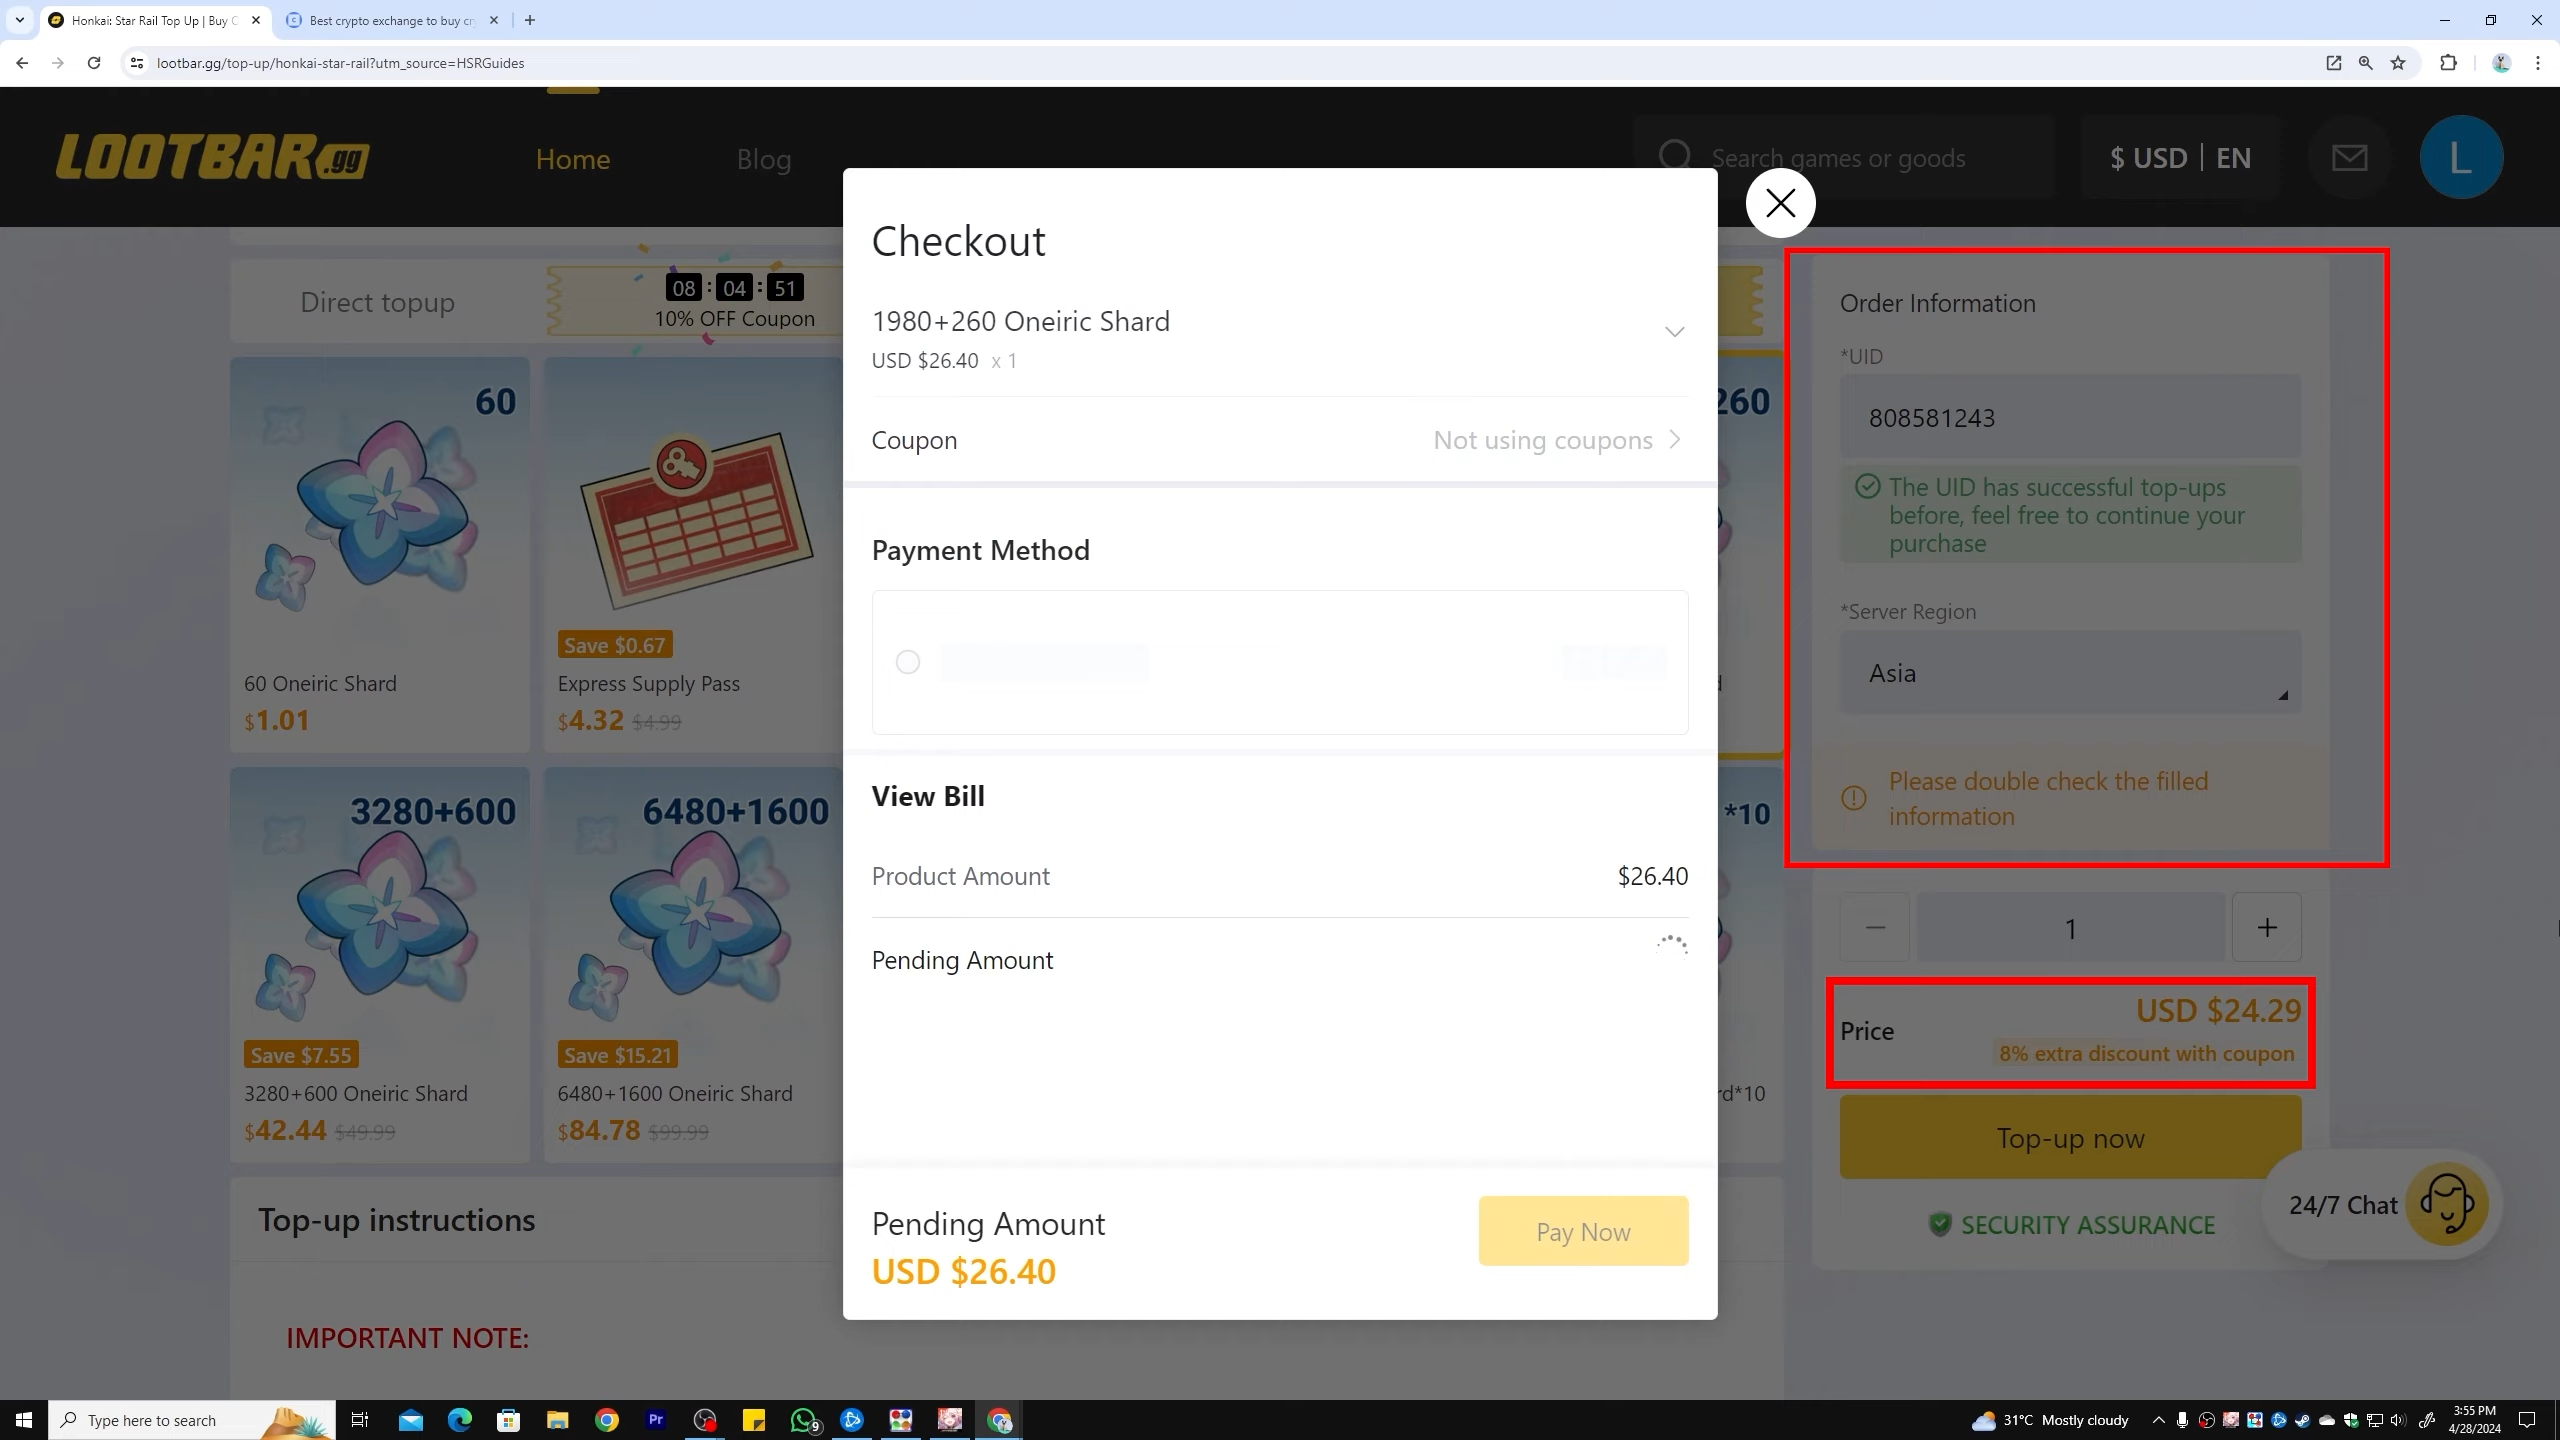 Honkai: Star Rail Top Up | Buy C
Best crypto exchange to buy cr
lootbar.gg/top-up/honkai-star-rail?utm_source=HSRGuides
LOOTBAR.gg
Home
Blog
Search games or goods
$ USD | EN
L
Direct topup
08 : 04 : 51
10% OFF Coupon
60
60 Oneiric Shard
$1.01
Save $0.67
Express Supply Pass
$4.32 $4.99
3280+600
Save $7.55
3280+600 Oneiric Shard
$42.44 $49.99
6480+1600
Save $15.21
6480+1600 Oneiric Shard
$84.78 $99.99
260
d
*10
rd*10
Top-up instructions
IMPORTANT NOTE:
Checkout
1980+260 Oneiric Shard
USD $26.40 x 1
Coupon
Not using coupons
Payment Method
View Bill
Product Amount
$26.40
Pending Amount
Pending Amount
USD $26.40
Pay Now
Order Information
*UID
808581243
The UID has successful top-ups
before, feel free to continue your
purchase
*Server Region
Asia
Please double check the filled
information
1
Price
USD $24.29
8% extra discount with coupon
Top-up now
SECURITY ASSURANCE
24/7 Chat
Type here to search
Pr
9
31°C Mostly cloudy
3:55 PM
4/28/2024